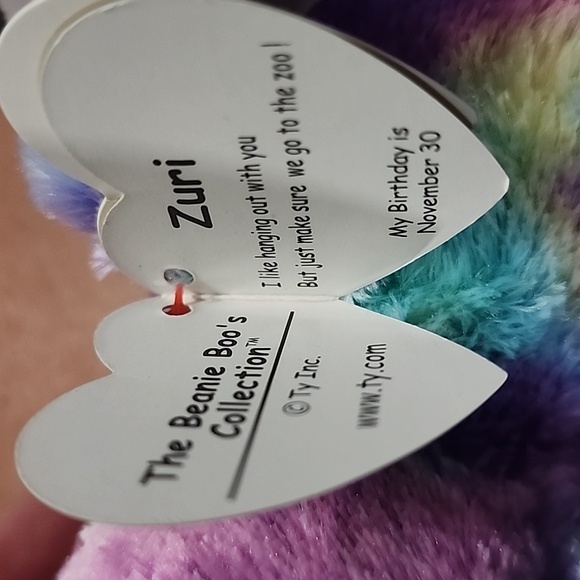 The Beanie Boo's
Collection™
© Ty Inc.
www.ty.com
Zuri
I like hanging out with you
But just make sure we go to the zoo !
My Birthday is
November 30